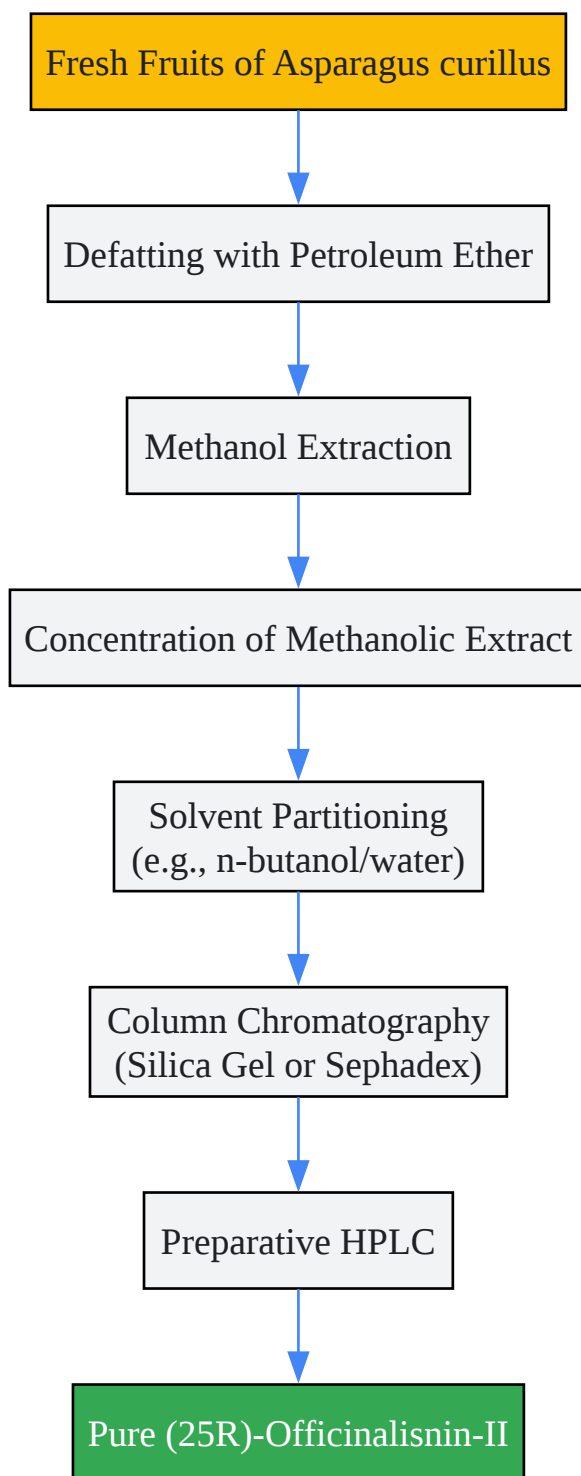 Fresh Fruits of Asparagus curillus
Defatting with Petroleum Ether
Methanol Extraction
Concentration of Methanolic Extract
Solvent Partitioning
(e.g., n-butanol/water)
Column Chromatography
(Silica Gel or Sephadex)
Preparative HPLC
Pure (25R)-Officinalisnin-II